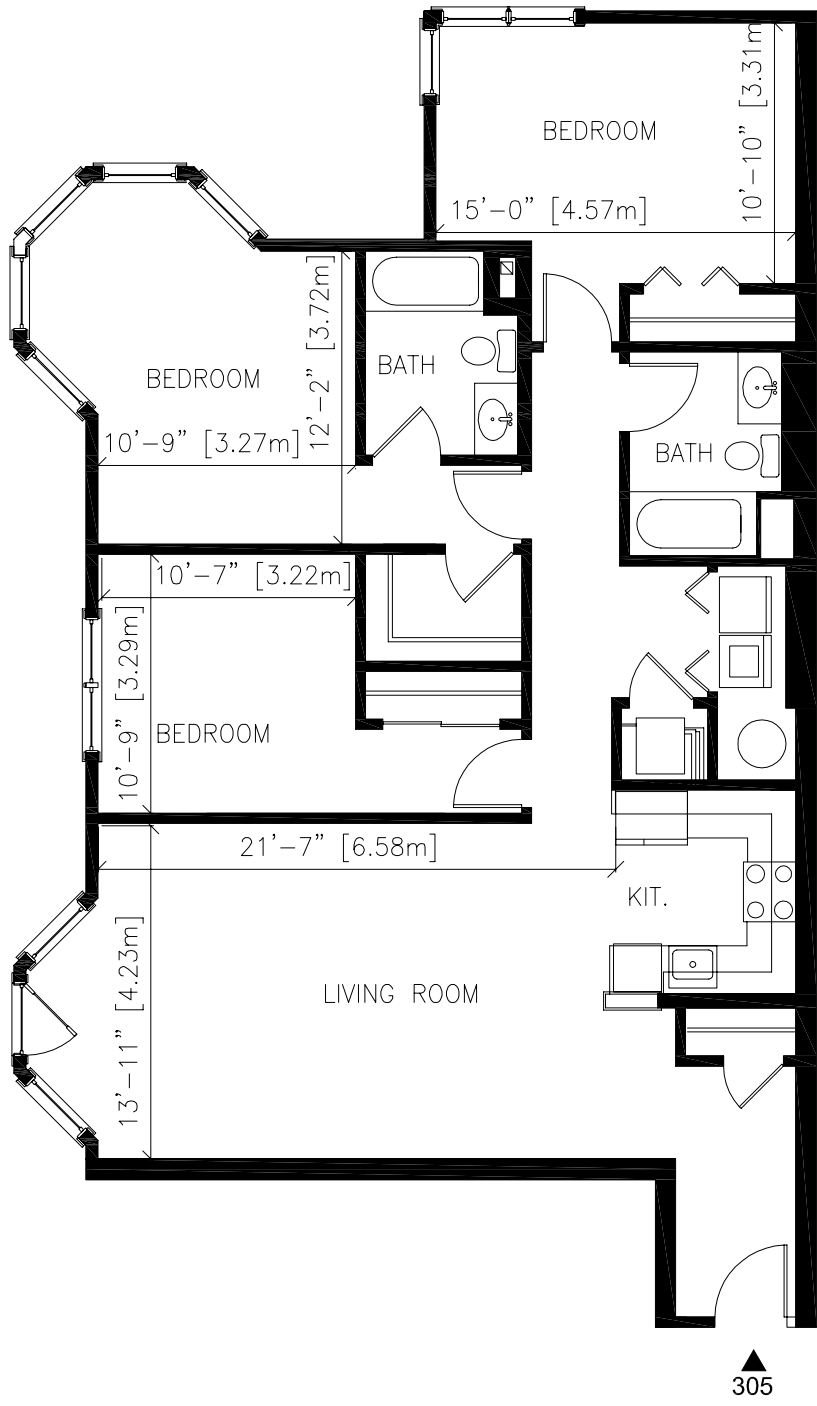 BEDROOM
10'-10" [3.31m
15'-0" [4.57m]
12'-2" [3.72m]
BATH
BEDROOM
10'-9" [3.27m]
BATH
10'-7" [3.22m]
10'-9" [3.29m]
BEDROOM
21'-7" [6.58m]
KIT.
13'-11" [4.23m]
LIVING ROOM
305